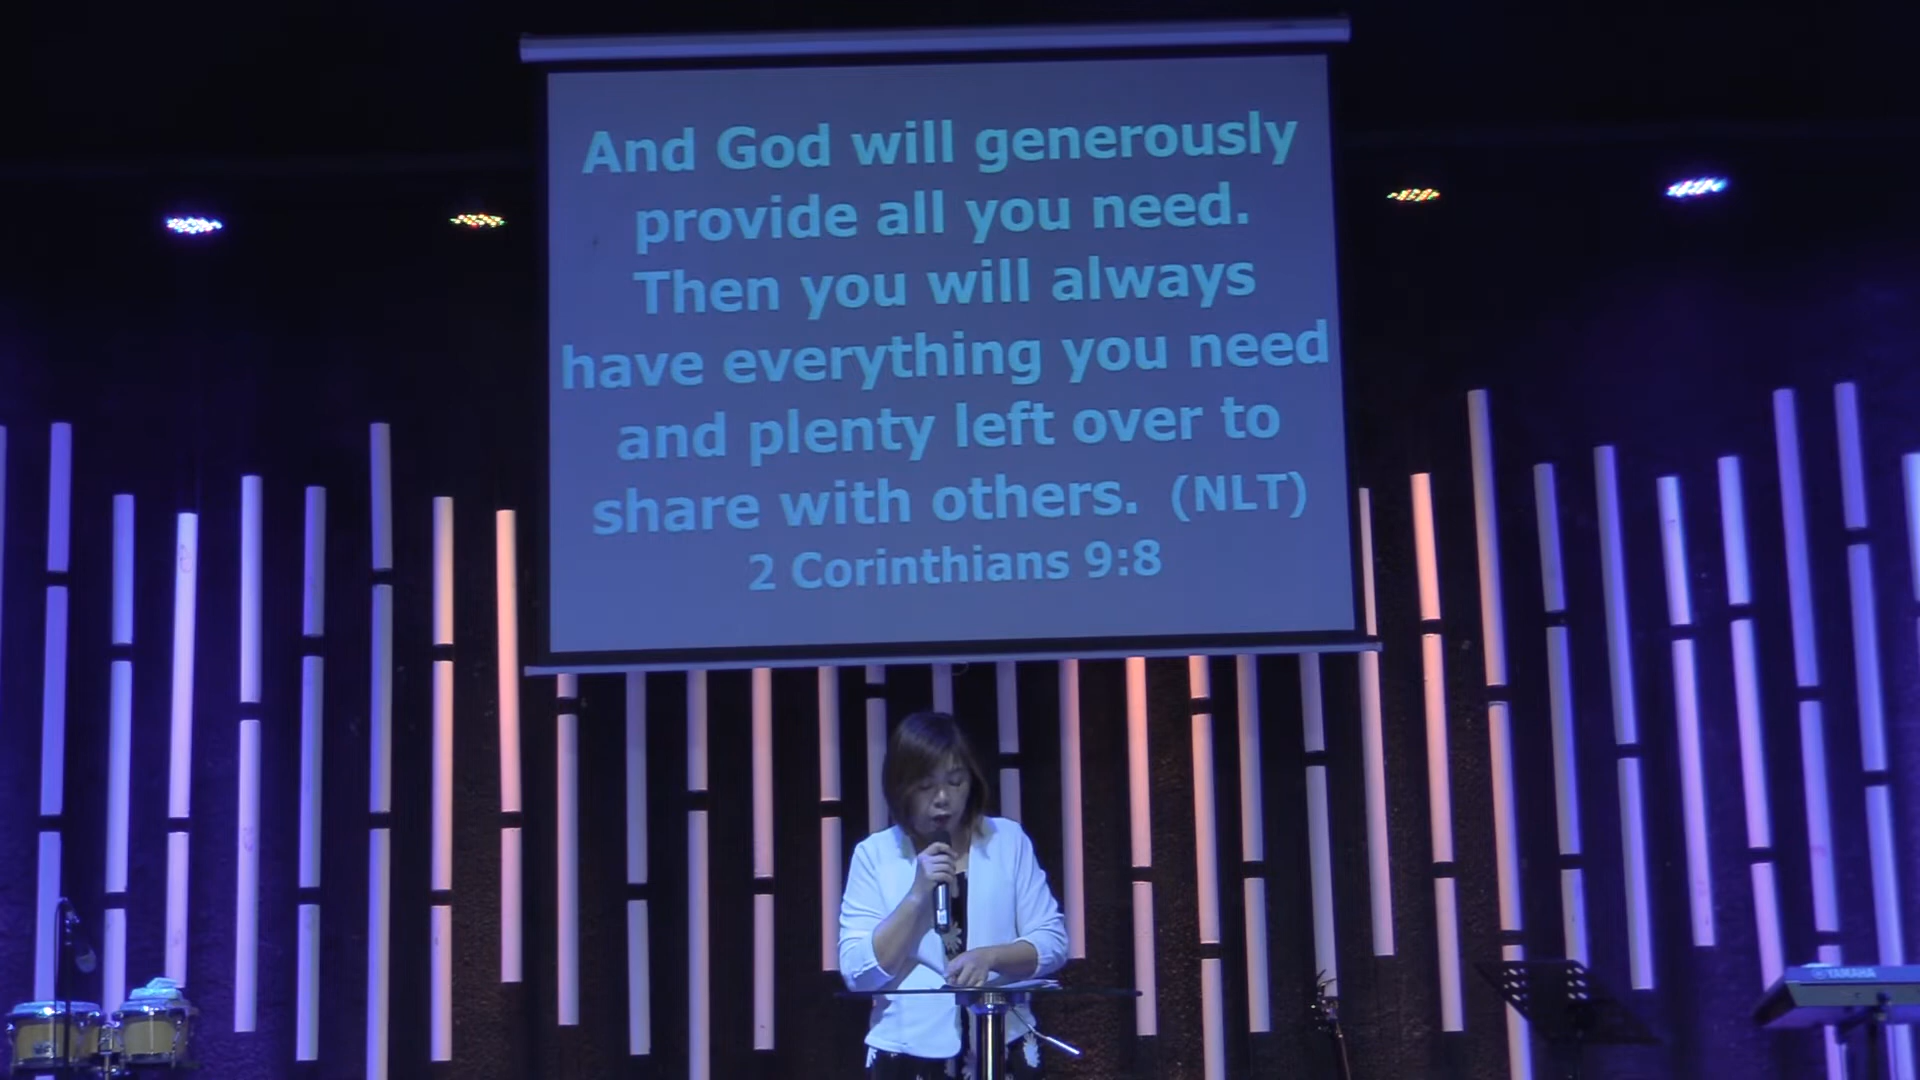 And God will generously
provide all you need.
Then you will always
have everything you need
and plenty left over to
share with others. (NLT)
2 Corinthians 9:8
YAMAHA